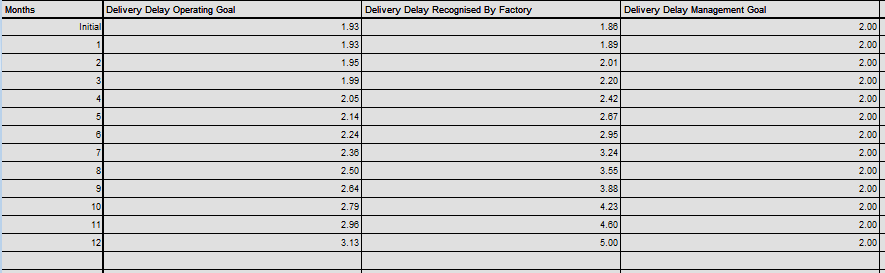 Months Delivery Delay Operating Goal Delivery Delay Recognised By Factory Delivery Delay Management Goal
Initial 1.93 1.86 2.00
1 1.93 1.89 2.00
2 1.95 2.01 2.00
3 1.99 2.20 2.00
4 2.05 2.42 2.00
5 2.14 2.67 2.00
6 2.24 2.95 2.00
7 2.36 3.24 2.00
8 2.50 3.55 2.00
9 2.64 3.88 2.00
10 2.79 4.23 2.00
11 2.96 4.60 2.00
12 3.13 5.00 2.00